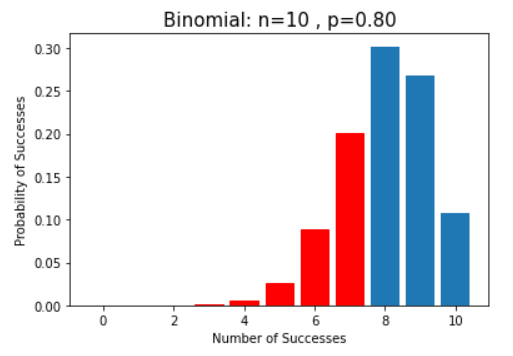 Binomial: n=10 , p=0.80
Probability of Successes
0.30
0.25
0.20
0.15
0.10
0.05
0.00
0 2 4 6 8 10
Number of Successes